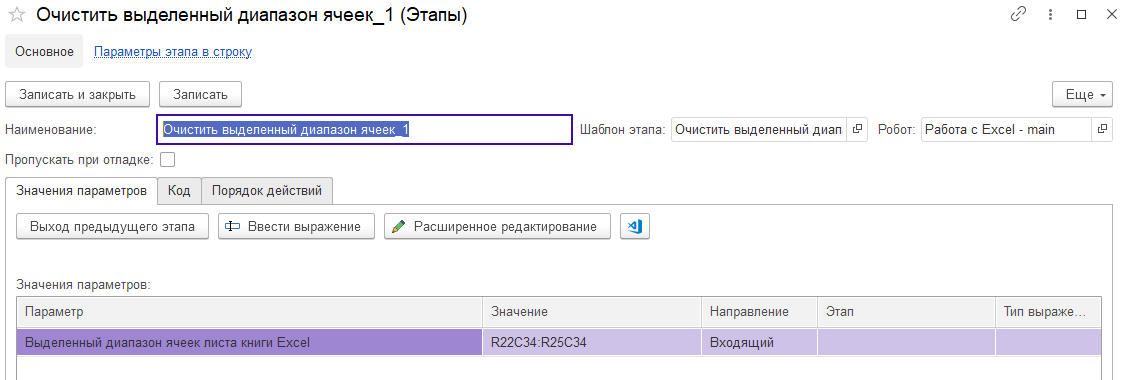 Очистить выделенный диапазон ячеек_1 (Этапы)
Основное Параметры этапа в строку
Записать и закрыть Записать Еще
Наименование: Очистить выделенный диапазон ячеек_1 Шаблон этапа: Очистить выделенный диап Робот: Работа с Excel - main
Пропускать при отладке:
Значения параметров Код Порядок действий
Выход предыдущего этапа Ввести выражение Расширенное редактирование
Значения параметров:
Параметр Значение Направление Этап Тип выраже...
Выделенный диапазон ячеек листа книги Excel R22C34:R25C34 Входящий